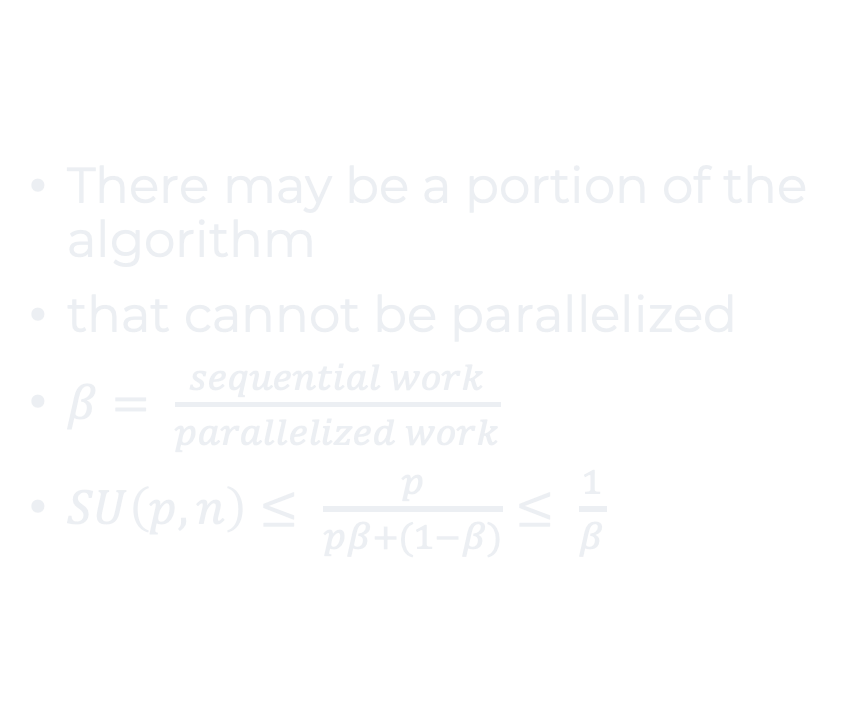 • There may be a portion of the
algorithm
• that cannot be parallelized
• β = sequential work / parallelized work
• SU(p,n) ≤ p / pβ+(1−β) ≤ 1 / β